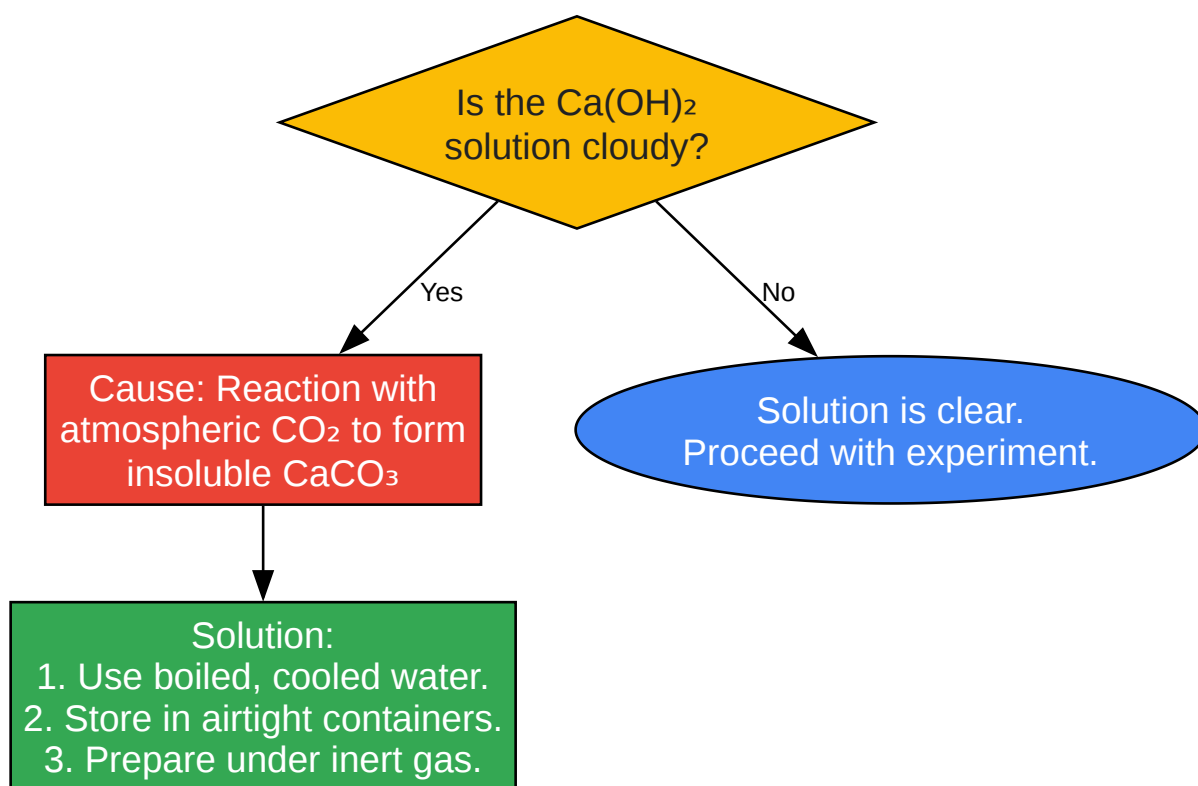 Is the Ca(OH)₂
solution cloudy?
Yes
No
Cause: Reaction with
atmospheric CO₂ to form
insoluble CaCO₃
Solution is clear.
Proceed with experiment.
Solution:
1. Use boiled, cooled water.
2. Store in airtight containers.
3. Prepare under inert gas.